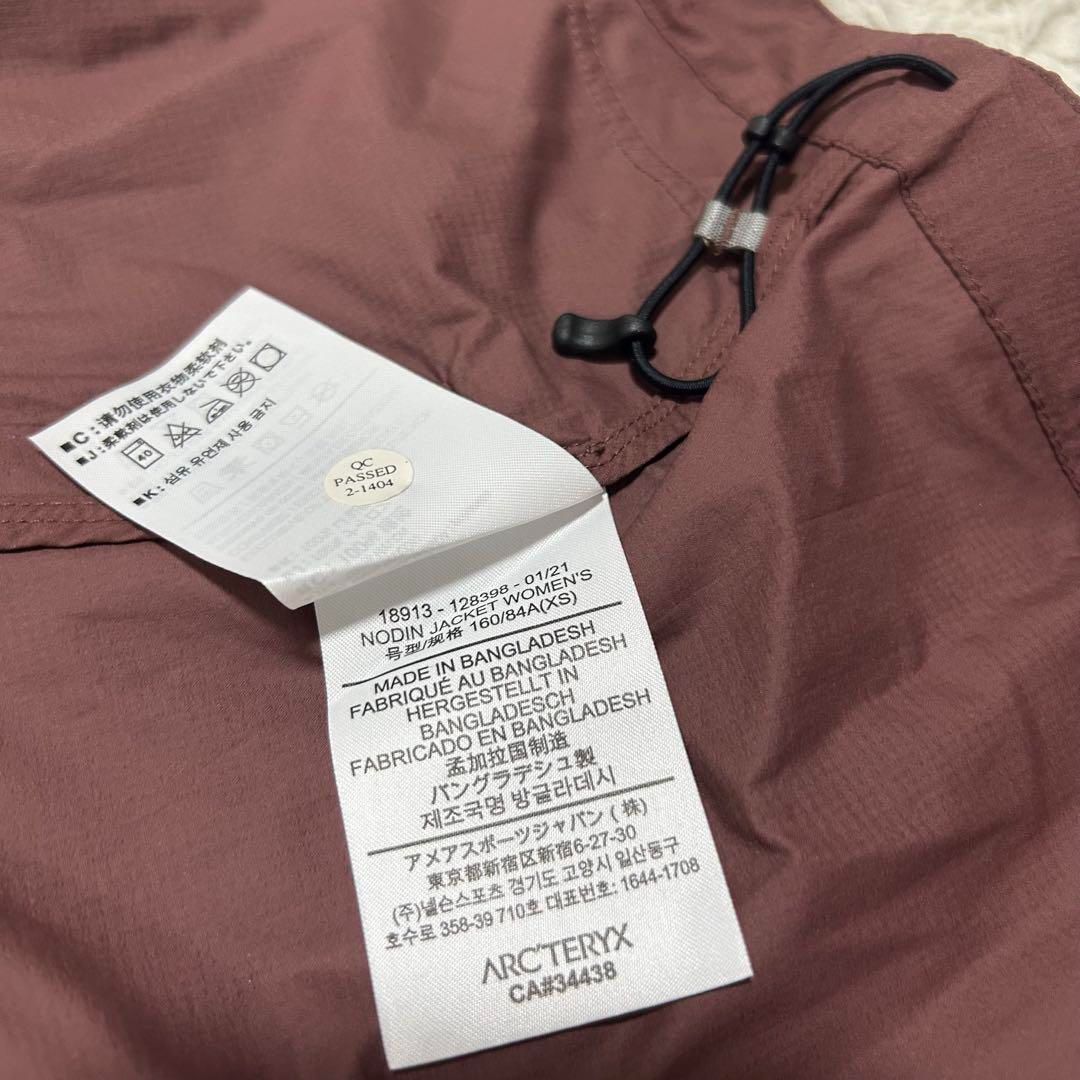 ■C：请勿使用衣物柔软剂
■J：柔軟剤は使用しないで下さい。
40
■K：섬유 유연제 사용 금지
QC
PASSED
2-1404
18913 - 128398 - 01/21
NODIN JACKET WOMEN'S
号型/规格 160/84A(XS)
MADE IN BANGLADESH
FABRIQUÉ AU BANGLADESH
HERGESTELLT IN
BANGLADESCH
FABRICADO EN BANGLADESH
孟加拉国制造
バングラデシュ製
제조국명 방글라데시
アメアスポーツジャパン (株)
東京都新宿区新宿6-27-30
(주)넬슨스포츠 경기도 고양시 일산동구
호수로 358-39 710호 대표번호: 1644-1708
ARC'TERYX
CA#34438